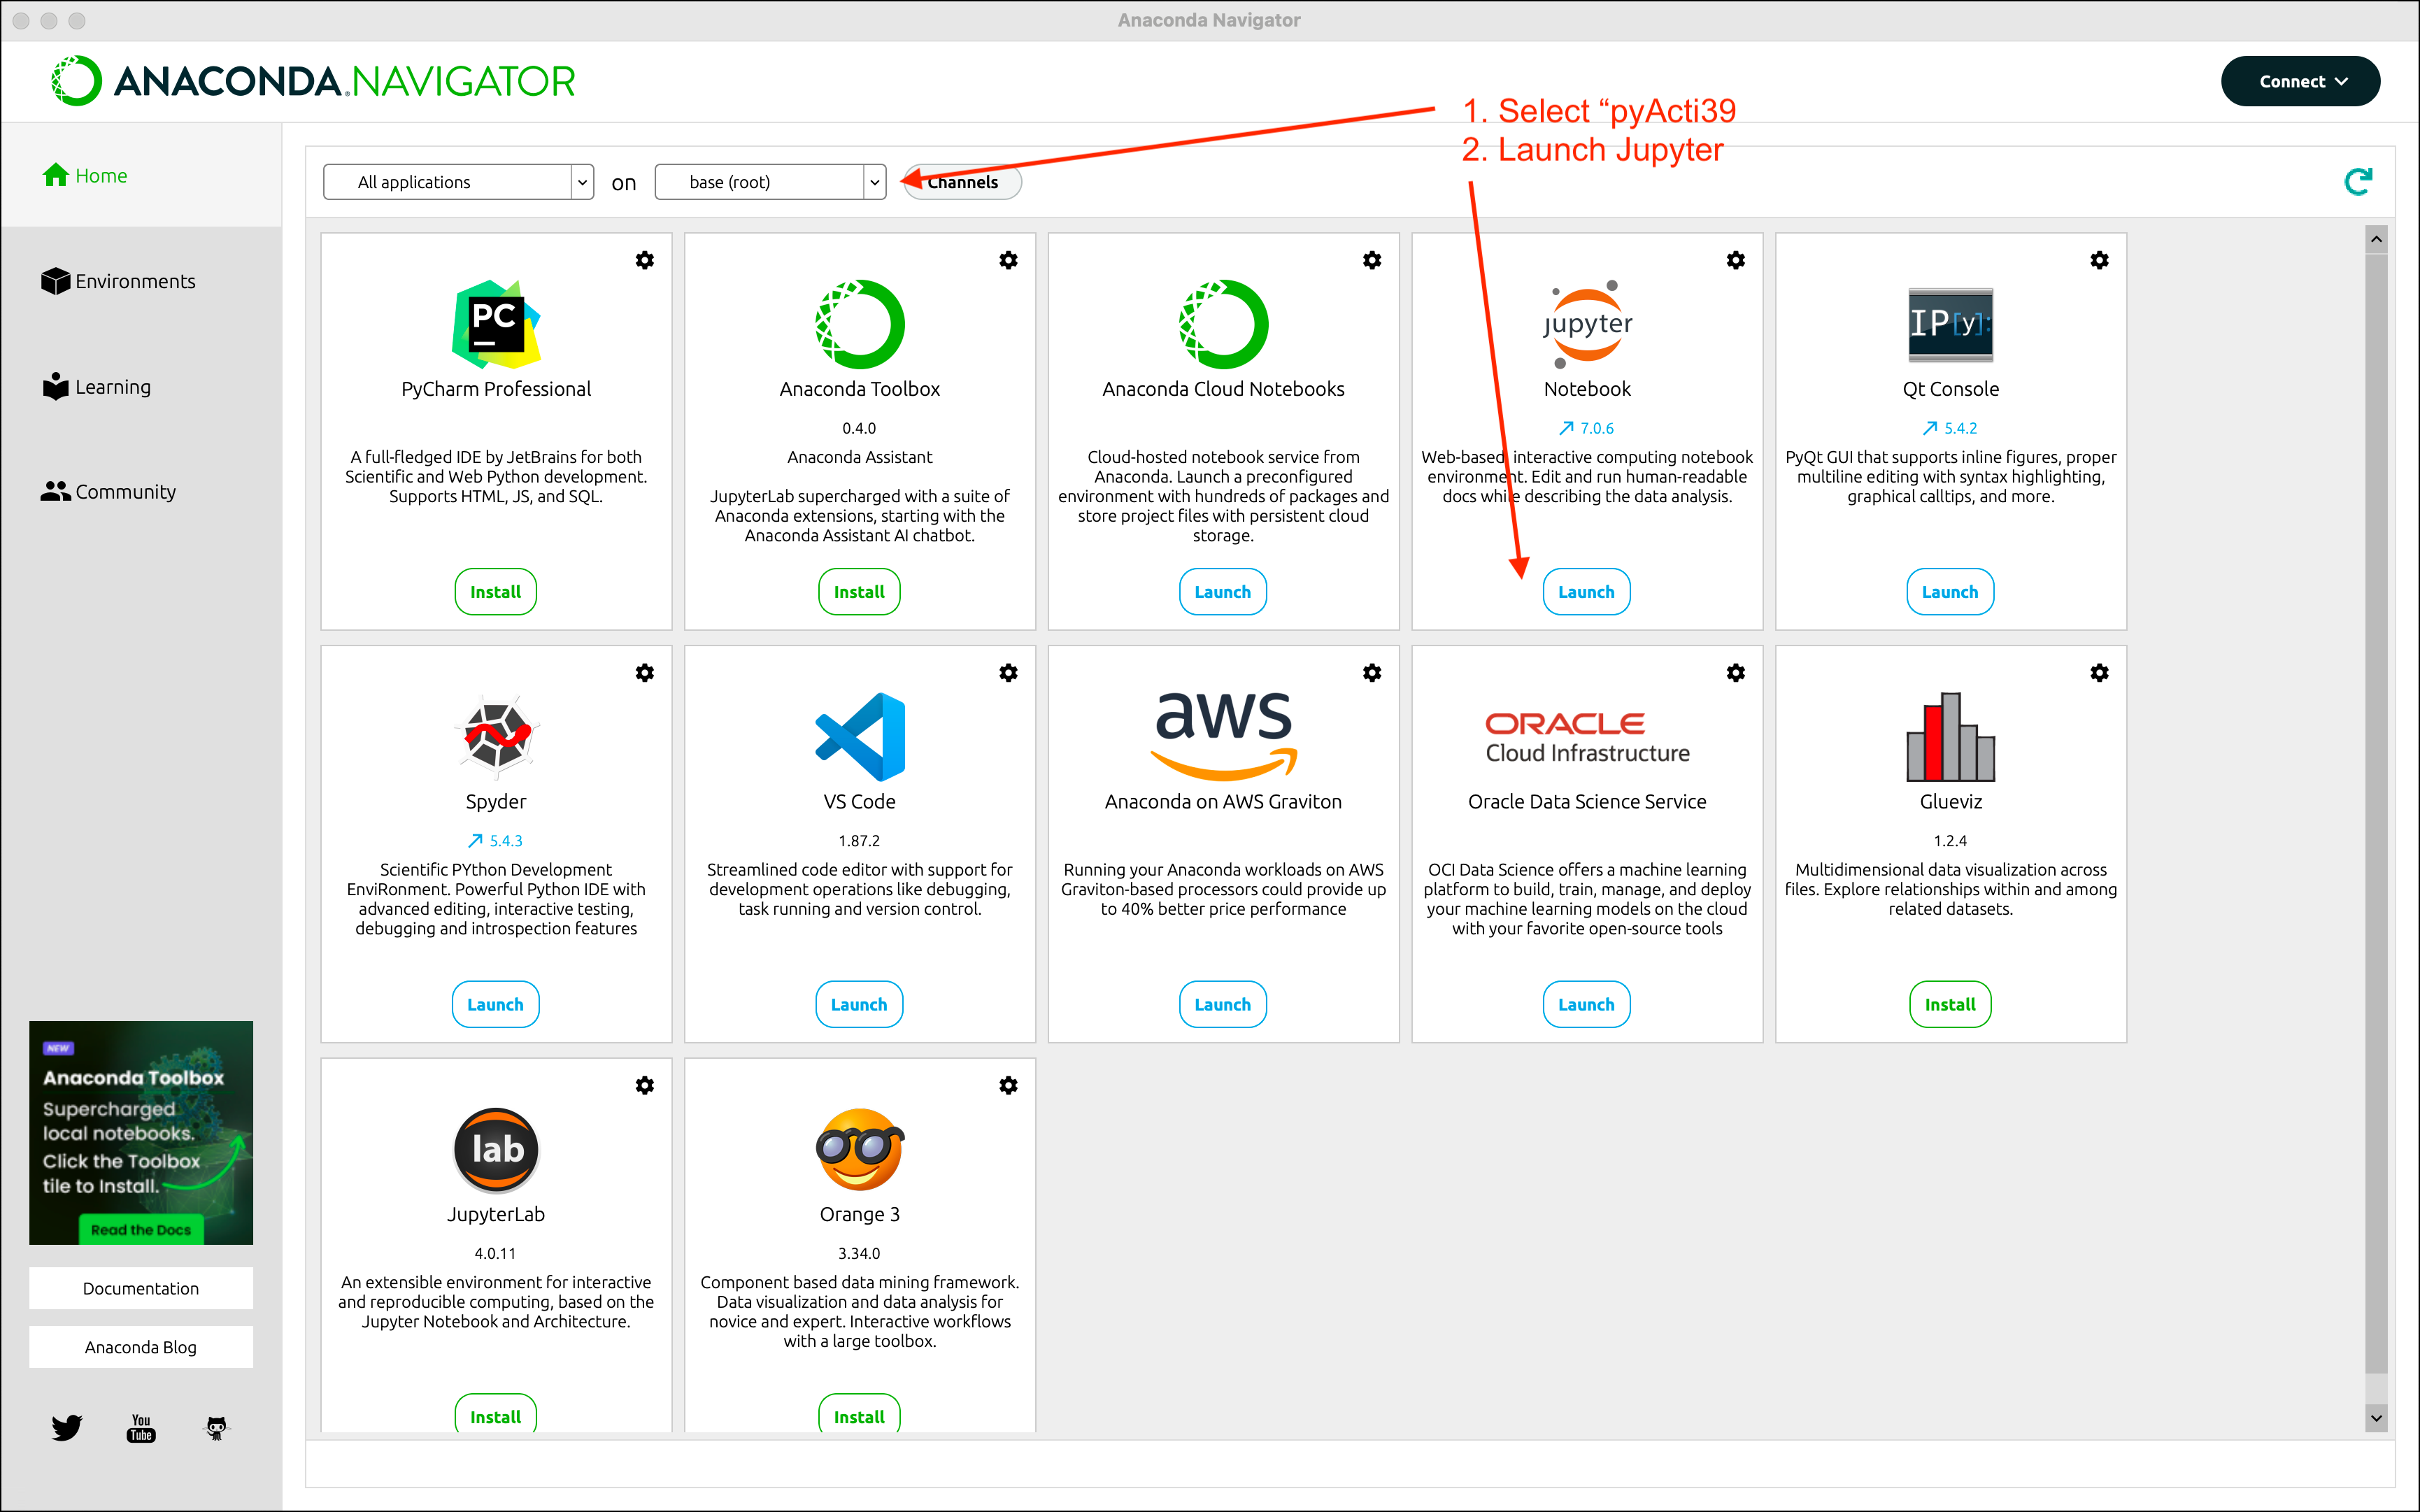 Anaconda Navigator
ANACONDA.NAVIGATOR
Connect
1. Select “pyActi39
2. Launch Jupyter
Home
Environments
Learning
Community
All applications
on
base (root)
Channels
PC
PyCharm Professional
A full-fledged IDE by JetBrains for both
Scientific and Web Python development.
Supports HTML, JS, and SQL.
Install
Anaconda Toolbox
0.4.0
Anaconda Assistant
JupyterLab supercharged with a suite of
Anaconda extensions, starting with the
Anaconda Assistant AI chatbot.
Install
Anaconda Cloud Notebooks
Cloud-hosted notebook service from
Anaconda. Launch a preconfigured
environment with hundreds of packages and
store project files with persistent cloud
storage.
Launch
jupyter
Notebook
7.0.6
Web-based, interactive computing notebook
environment. Edit and run human-readable
docs while describing the data analysis.
Launch
IP[y]:
Qt Console
5.4.2
PyQt GUI that supports inline figures, proper
multiline editing with syntax highlighting,
graphical calltips, and more.
Launch
Spyder
5.4.3
Scientific PYthon Development
EnviRonment. Powerful Python IDE with
advanced editing, interactive testing,
debugging and introspection features
Launch
VS Code
1.87.2
Streamlined code editor with support for
development operations like debugging,
task running and version control.
Launch
aws
Anaconda on AWS Graviton
Running your Anaconda workloads on AWS
Graviton-based processors could provide up
to 40% better price performance
Launch
ORACLE
Cloud Infrastructure
Oracle Data Science Service
OCI Data Science offers a machine learning
platform to build, train, manage, and deploy
your machine learning models on the cloud
with your favorite open-source tools
Launch
Glueviz
1.2.4
Multidimensional data visualization across
files. Explore relationships within and among
related datasets.
Install
lab
JupyterLab
4.0.11
An extensible environment for interactive
and reproducible computing, based on the
Jupyter Notebook and Architecture.
Install
Orange 3
3.34.0
Component based data mining framework.
Data visualization and data analysis for
novice and expert. Interactive workflows
with a large toolbox.
Install
NEW
Anaconda Toolbox
Supercharged
local notebooks.
Click the Toolbox
tile to Install.
Read the Docs
Documentation
Anaconda Blog
You
Tube